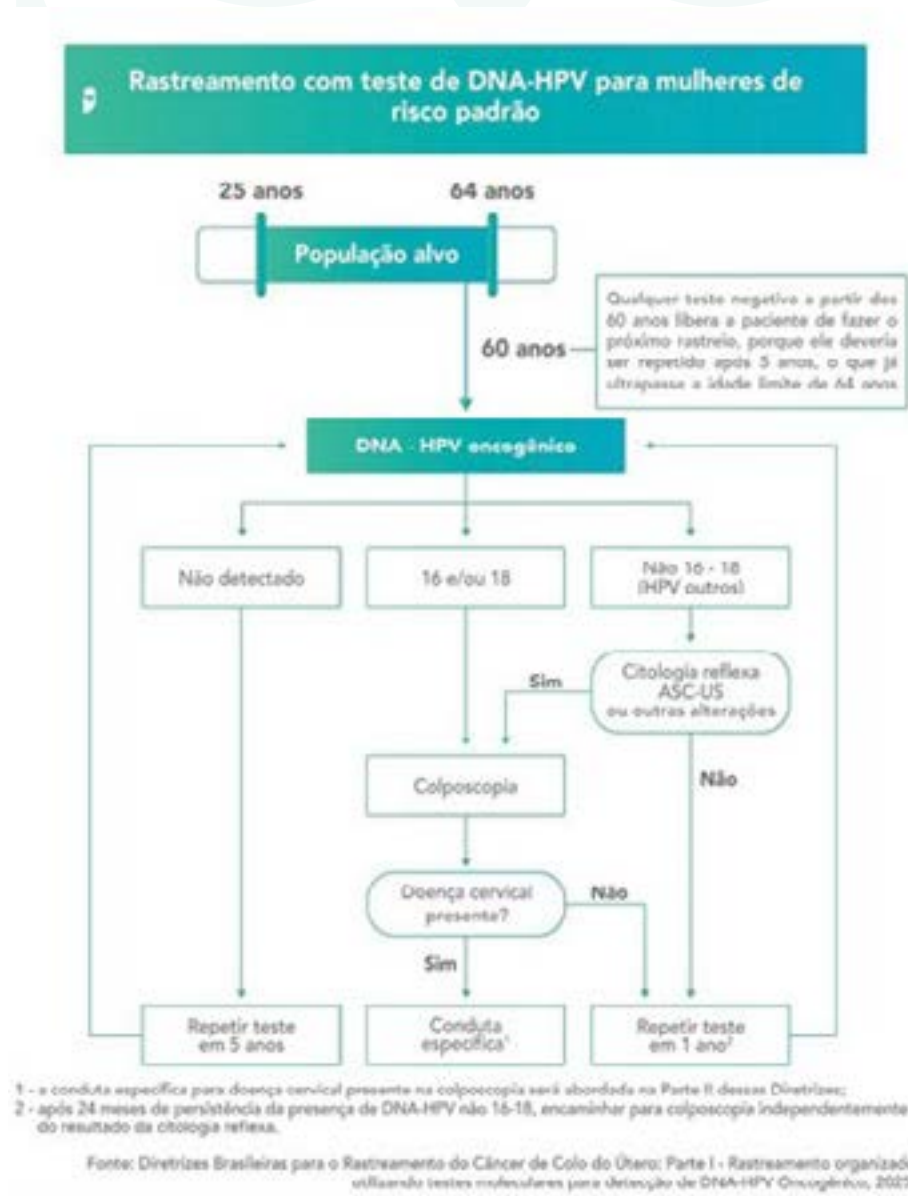 Rastreamento com teste de DNA-HPV para mulheres de
risco padrão
25 anos
64 anos
População alvo
60 anos
Qualquer teste negativo a partir dos
60 anos libera a paciente de fazer o
próximo rastreio, porque ele deveria
ser repetido após 5 anos, o que já
ultrapassa a idade limite de 64 anos
DNA - HPV oncogênico
Não detectado
16 e/ou 18
Não 16 - 18
(HPV outros)
Citologia reflexa
ASC-US
ou outras alterações
Sim
Não
Colposcopia
Doença cervical
presente?
Não
Sim
Repetir teste
em 5 anos
Conduta
específica¹
Repetir teste
em 1 ano²
1 - a conduta específica para doença cervical presente na colposcopia será abordada na Parte II dessas Diretrizes;
2 - após 24 meses de persistência da presença de DNA-HPV não 16-18, encaminhar para colposcopia independentemente
do resultado da citologia reflexa.
Fonte: Diretrizes Brasileiras para o Rastreamento do Câncer de Colo do Útero: Parte I - Rastreamento organizado
utilizando testes moleculares para detecção de DNA-HPV Oncogênico,